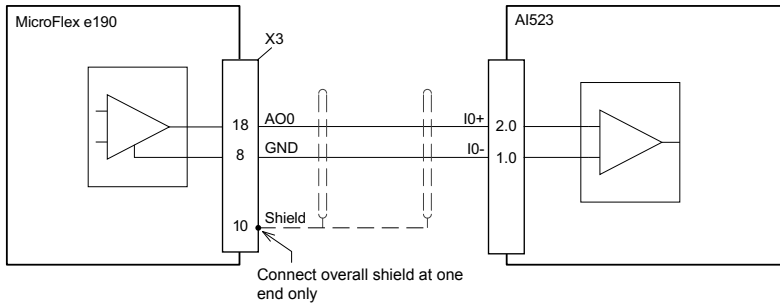 MicroFlex e190
AI523
X3
18
AO0
I0+
2.0
8
GND
I0-
1.0
10
Shield
Connect overall shield at one
end only